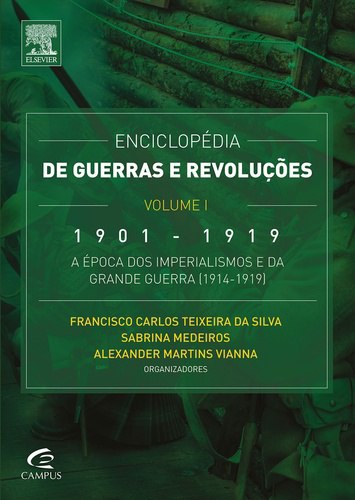 ELSEVIER
ENCICLOPÉDIA
DE GUERRAS E REVOLUÇÕES
VOLUME I
1901 - 1919
A ÉPOCA DOS IMPERIALISMOS E DA
GRANDE GUERRA (1914-1919)
FRANCISCO CARLOS TEIXEIRA DA SILVA
SABRINA MEDEIROS
ALEXANDER MARTINS VIANNA
ORGANIZADORES
CAMPUS